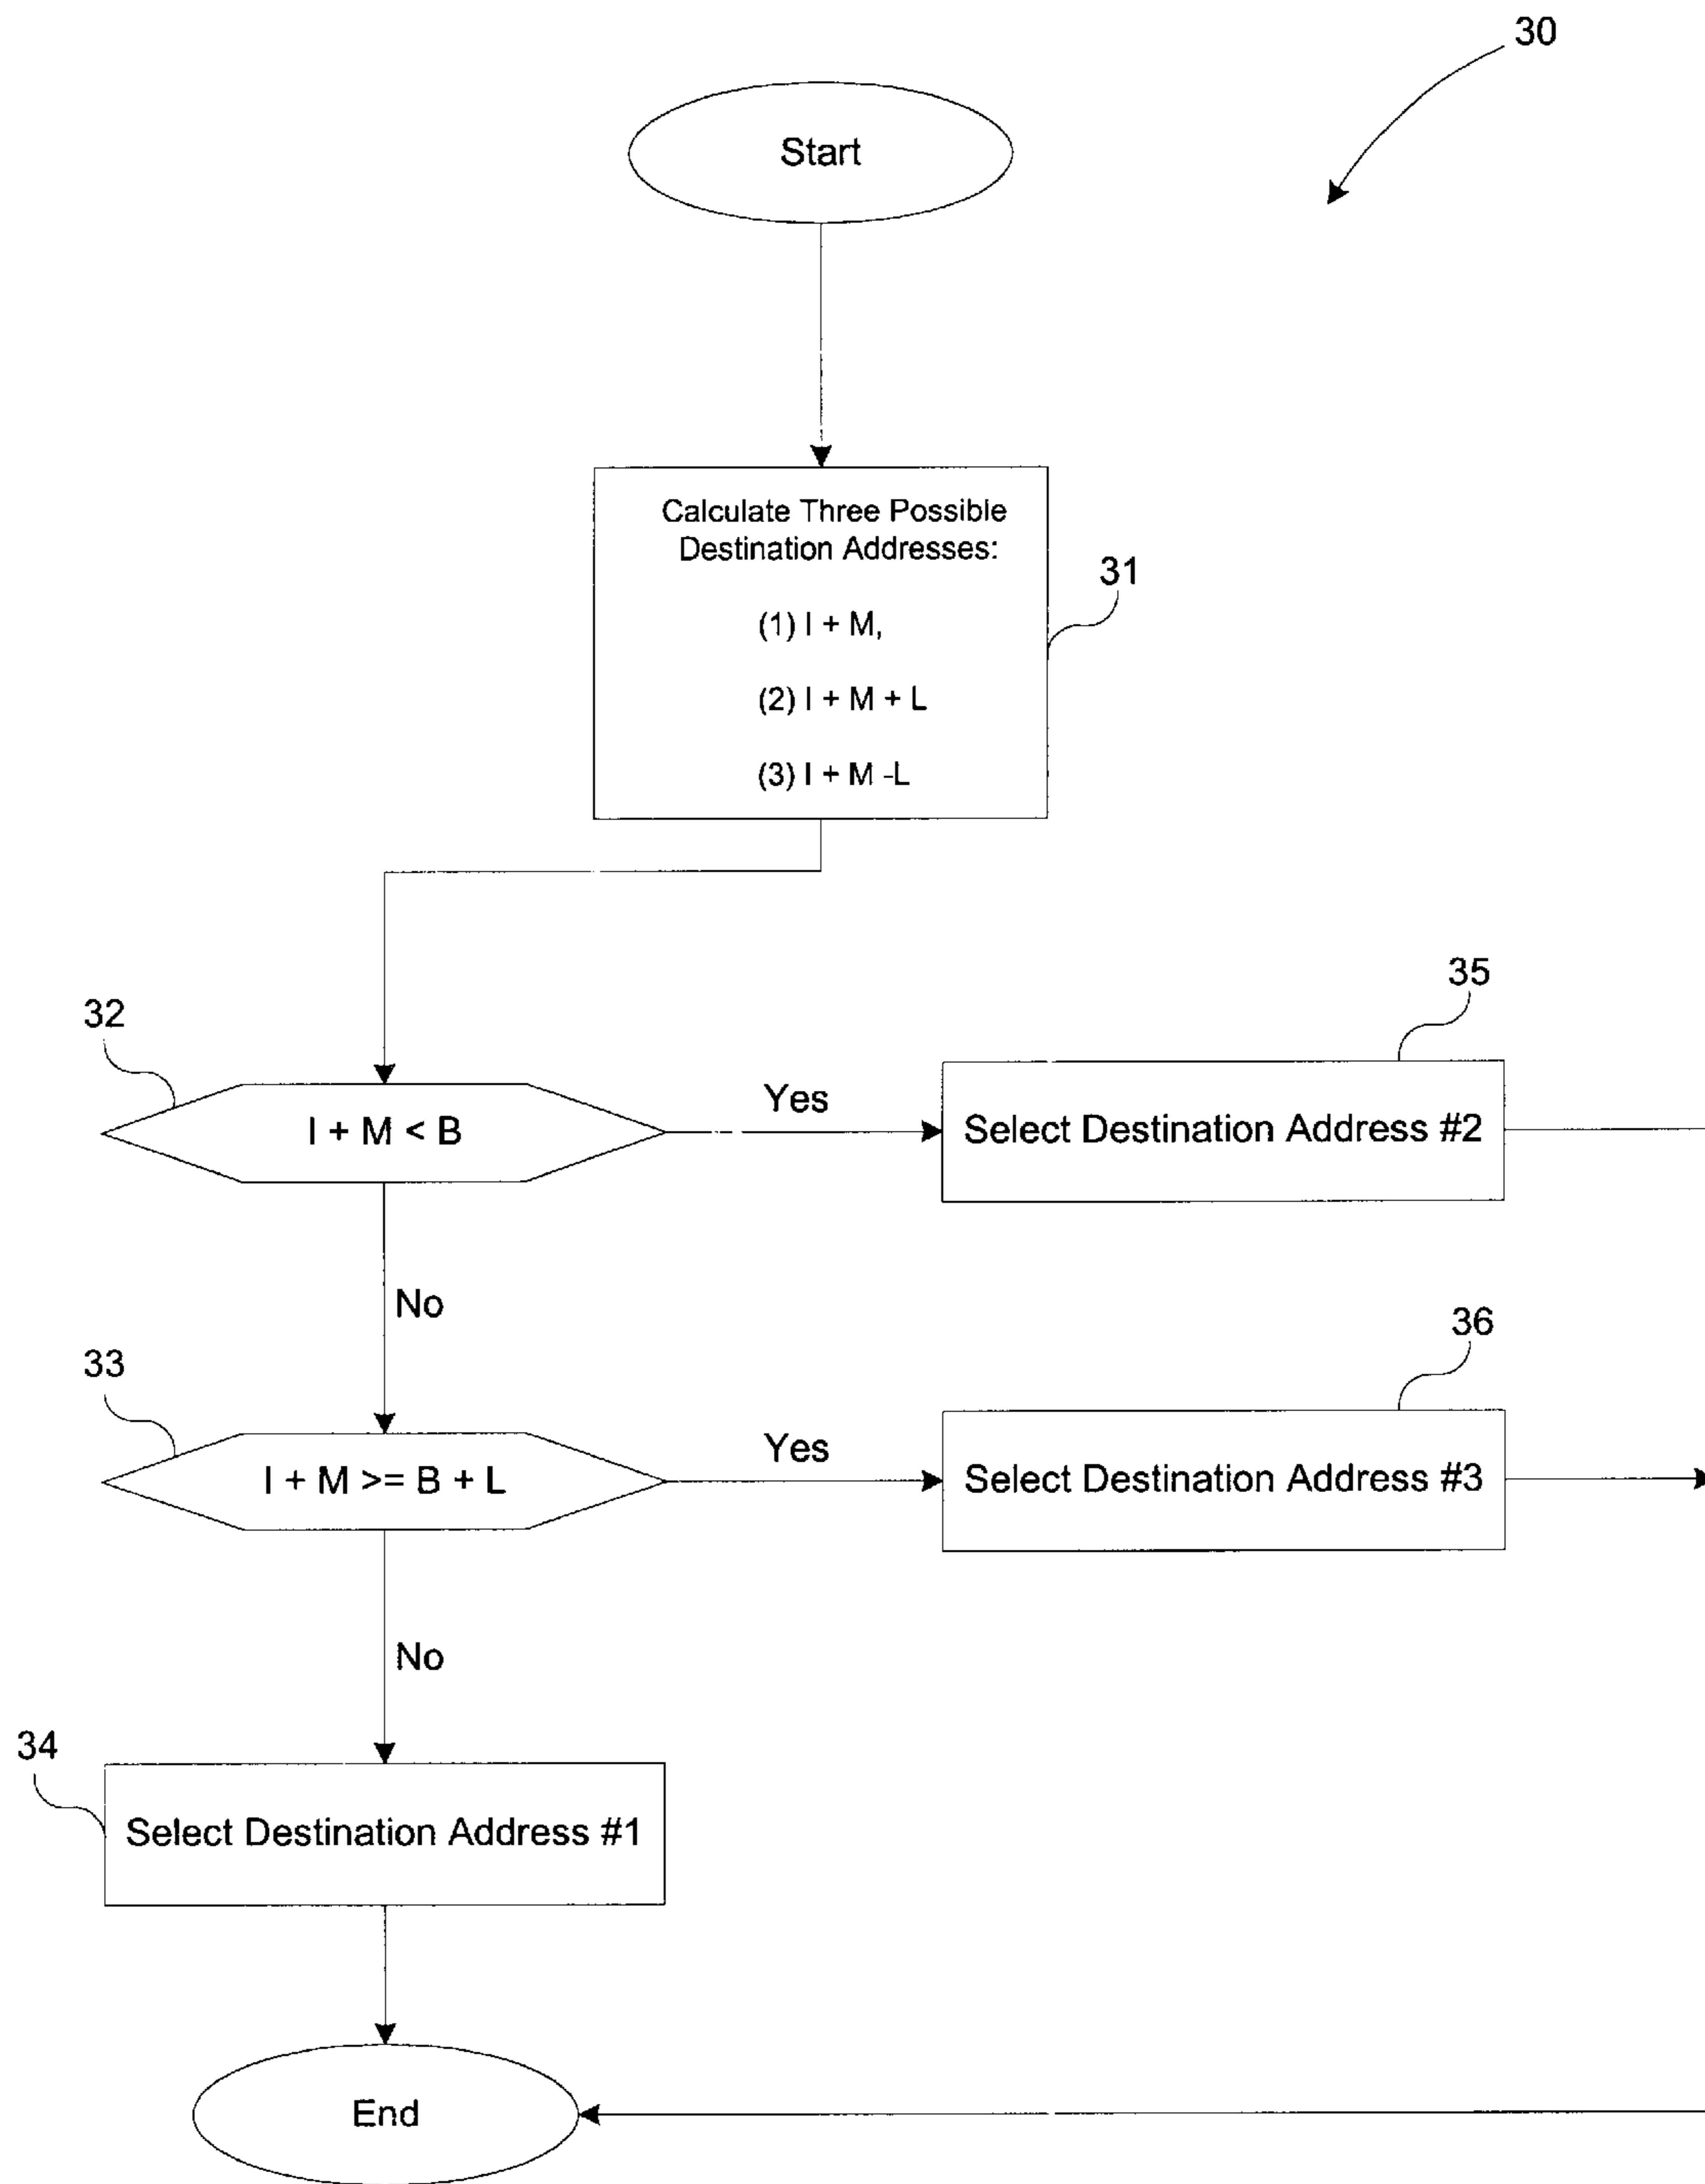 30
Start
Calculate Three Possible
Destination Addresses:
31
(1) I + M,
(2) I + M + L
(3) I + M -L
35
32
I + M < B
Yes
Select Destination Address #2
No
36
33
I + M >= B + L
Yes
Select Destination Address #3
No
34
Select Destination Address #1
End